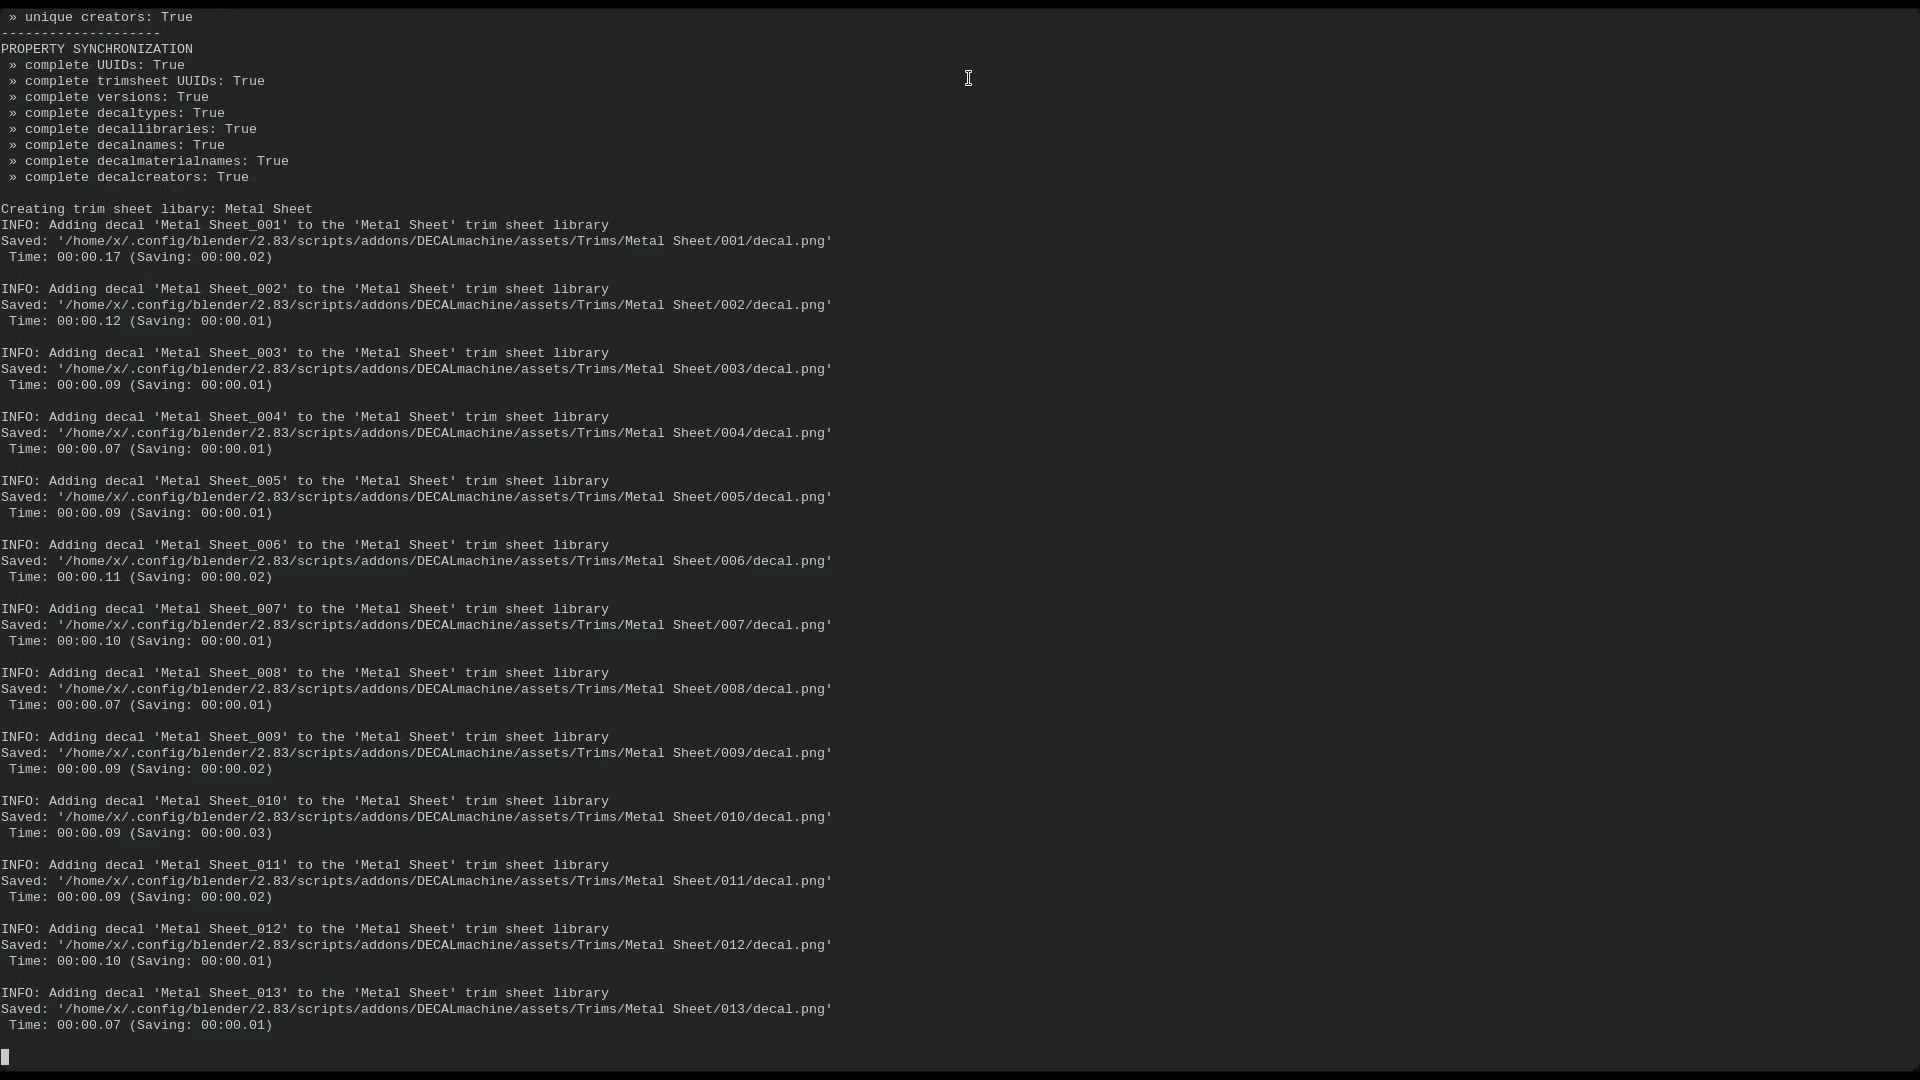 » unique creators: True
--------------------
PROPERTY SYNCHRONIZATION
» complete UUIDs: True
» complete trimsheet UUIDs: True
» complete versions: True
» complete decaltypes: True
» complete decallibraries: True
» complete decalnames: True
» complete decalmaterialnames: True
» complete decalcreators: True
Creating trim sheet libary: Metal Sheet
INFO: Adding decal 'Metal Sheet_001' to the 'Metal Sheet' trim sheet library
Saved: '/home/x/.config/blender/2.83/scripts/addons/DECALmachine/assets/Trims/Metal Sheet/001/decal.png'
Time: 00:00.17 (Saving: 00:00.02)
INFO: Adding decal 'Metal Sheet_002' to the 'Metal Sheet' trim sheet library
Saved: '/home/x/.config/blender/2.83/scripts/addons/DECALmachine/assets/Trims/Metal Sheet/002/decal.png'
Time: 00:00.12 (Saving: 00:00.01)
INFO: Adding decal 'Metal Sheet_003' to the 'Metal Sheet' trim sheet library
Saved: '/home/x/.config/blender/2.83/scripts/addons/DECALmachine/assets/Trims/Metal Sheet/003/decal.png'
Time: 00:00.09 (Saving: 00:00.01)
INFO: Adding decal 'Metal Sheet_004' to the 'Metal Sheet' trim sheet library
Saved: '/home/x/.config/blender/2.83/scripts/addons/DECALmachine/assets/Trims/Metal Sheet/004/decal.png'
Time: 00:00.07 (Saving: 00:00.01)
INFO: Adding decal 'Metal Sheet_005' to the 'Metal Sheet' trim sheet library
Saved: '/home/x/.config/blender/2.83/scripts/addons/DECALmachine/assets/Trims/Metal Sheet/005/decal.png'
Time: 00:00.09 (Saving: 00:00.01)
INFO: Adding decal 'Metal Sheet_006' to the 'Metal Sheet' trim sheet library
Saved: '/home/x/.config/blender/2.83/scripts/addons/DECALmachine/assets/Trims/Metal Sheet/006/decal.png'
Time: 00:00.11 (Saving: 00:00.02)
INFO: Adding decal 'Metal Sheet_007' to the 'Metal Sheet' trim sheet library
Saved: '/home/x/.config/blender/2.83/scripts/addons/DECALmachine/assets/Trims/Metal Sheet/007/decal.png'
Time: 00:00.10 (Saving: 00:00.01)
INFO: Adding decal 'Metal Sheet_008' to the 'Metal Sheet' trim sheet library
Saved: '/home/x/.config/blender/2.83/scripts/addons/DECALmachine/assets/Trims/Metal Sheet/008/decal.png'
Time: 00:00.07 (Saving: 00:00.01)
INFO: Adding decal 'Metal Sheet_009' to the 'Metal Sheet' trim sheet library
Saved: '/home/x/.config/blender/2.83/scripts/addons/DECALmachine/assets/Trims/Metal Sheet/009/decal.png'
Time: 00:00.09 (Saving: 00:00.02)
INFO: Adding decal 'Metal Sheet_010' to the 'Metal Sheet' trim sheet library
Saved: '/home/x/.config/blender/2.83/scripts/addons/DECALmachine/assets/Trims/Metal Sheet/010/decal.png'
Time: 00:00.09 (Saving: 00:00.03)
INFO: Adding decal 'Metal Sheet_011' to the 'Metal Sheet' trim sheet library
Saved: '/home/x/.config/blender/2.83/scripts/addons/DECALmachine/assets/Trims/Metal Sheet/011/decal.png'
Time: 00:00.09 (Saving: 00:00.02)
INFO: Adding decal 'Metal Sheet_012' to the 'Metal Sheet' trim sheet library
Saved: '/home/x/.config/blender/2.83/scripts/addons/DECALmachine/assets/Trims/Metal Sheet/012/decal.png'
Time: 00:00.10 (Saving: 00:00.01)
INFO: Adding decal 'Metal Sheet_013' to the 'Metal Sheet' trim sheet library
Saved: '/home/x/.config/blender/2.83/scripts/addons/DECALmachine/assets/Trims/Metal Sheet/013/decal.png'
Time: 00:00.07 (Saving: 00:00.01)